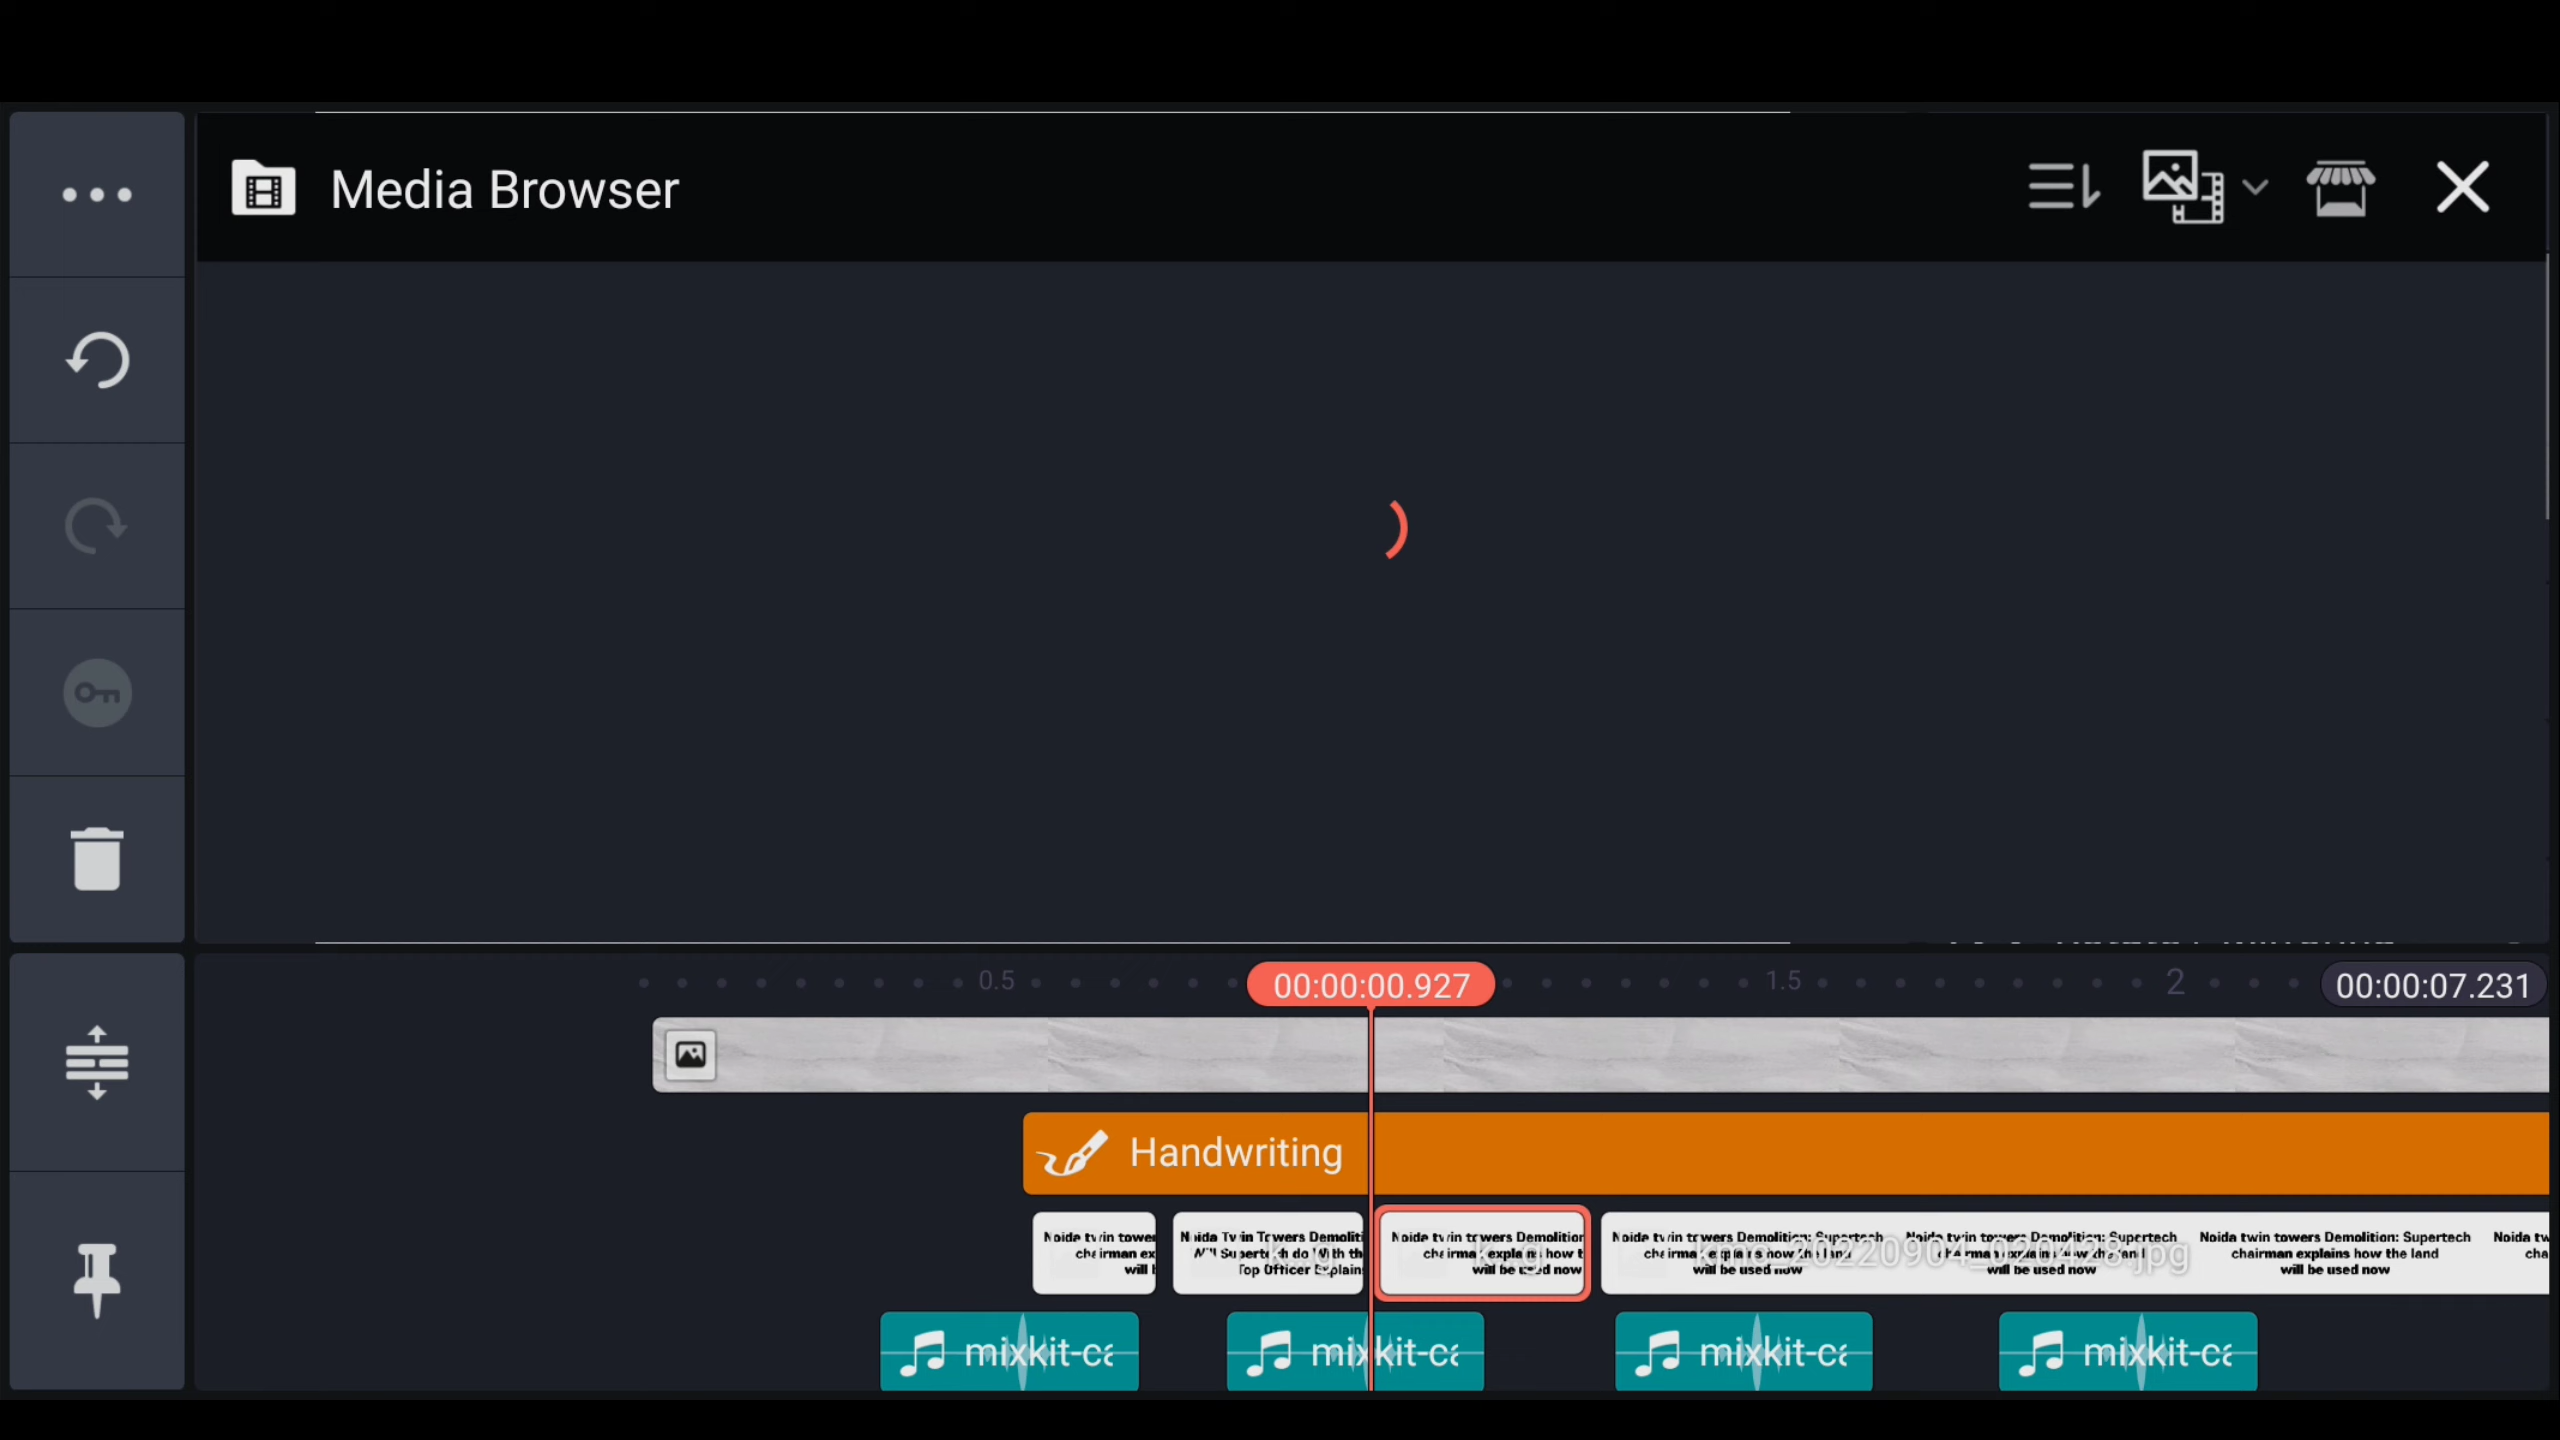 Media Browser
0.5
00:00:00.927
1.5
2
00:00:07.231
Handwriting
Noida twin tower
chairman ex
will b
Noida Twin Towers Demoliti
Will Supertech do With the
Top Officer Explains
Noida twin towers Demolition
chairman explains how t
will be used now
Noida twin towers Demolition: Supertech
chairman explains how the land
will be used now
Noida twin towers Demolition: Supertech
chairman explains how the land
will be used now
Noida twin towers Demolition: Supertech
chairman explains how the land
will be used now
Noida tw
cha
kmc_20220904_020428.jpg
mixkit-ca
mixkit-ca
mixkit-ca
mixkit-ca